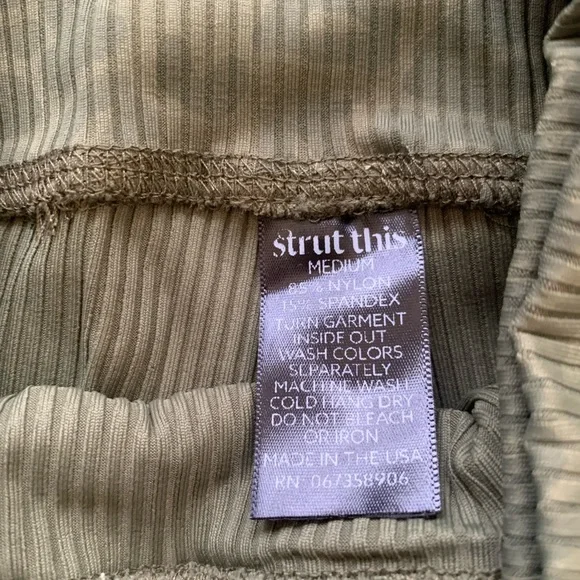 strut this
MEDIUM
85% NYLON
15% SPANDEX
TURN GARMENT
INSIDE OUT
WASH COLORS
SEPARATELY
MACHINE WASH
COLD HANG DRY
DO NOT BLEACH
OR IRON
MADE IN THE USA
RN: 067358906